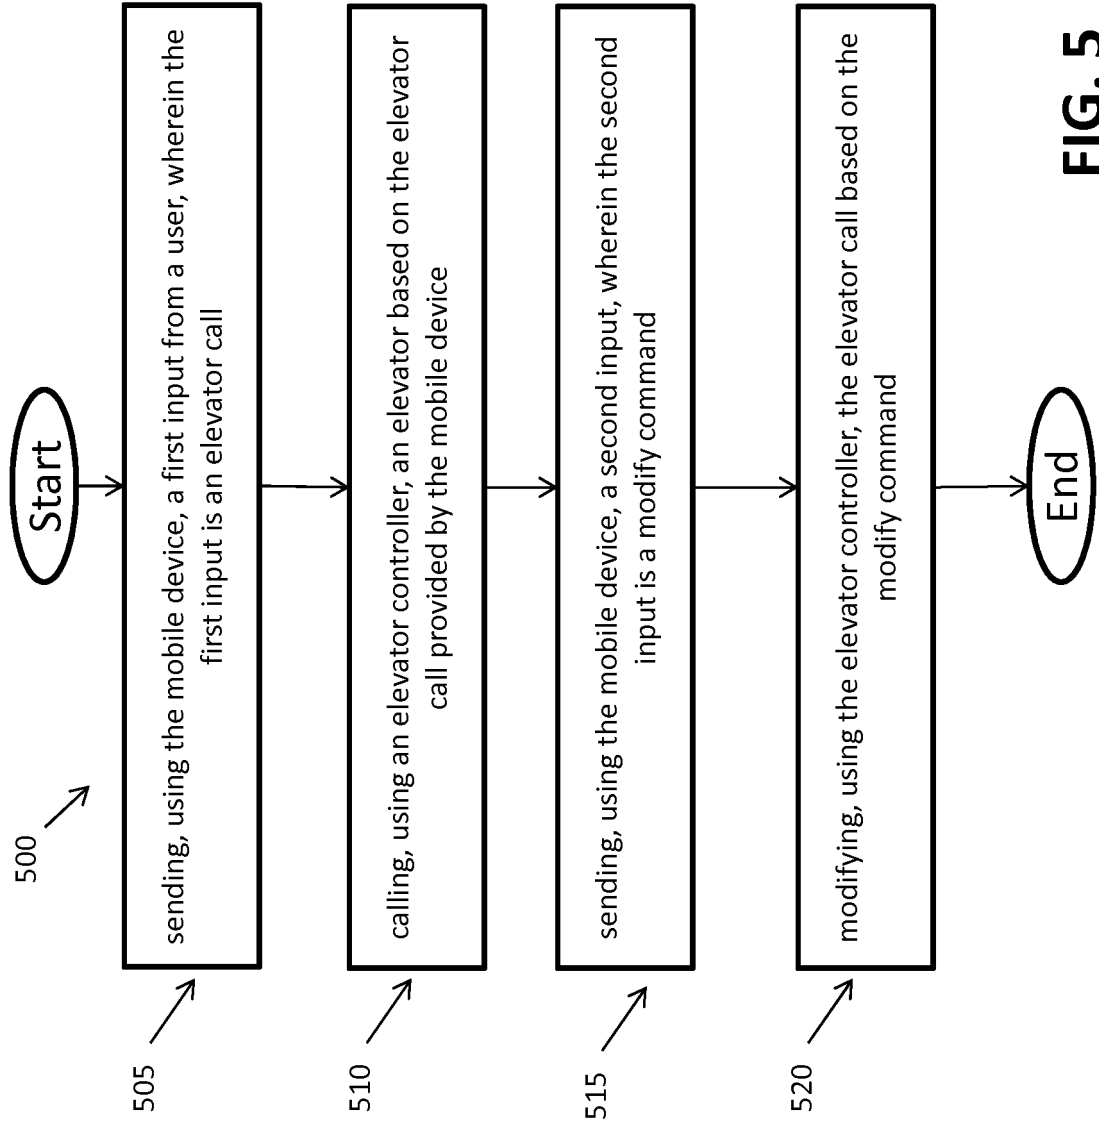 500
Start
505
sending, using the mobile device, a first input from a user, wherein the
first input is an elevator call
510
calling, using an elevator controller, an elevator based on the elevator
call provided by the mobile device
515
sending, using the mobile device, a second input, wherein the second
input is a modify command
520
modifying, using the elevator controller, the elevator call based on the
modify command
End
FIG. 5